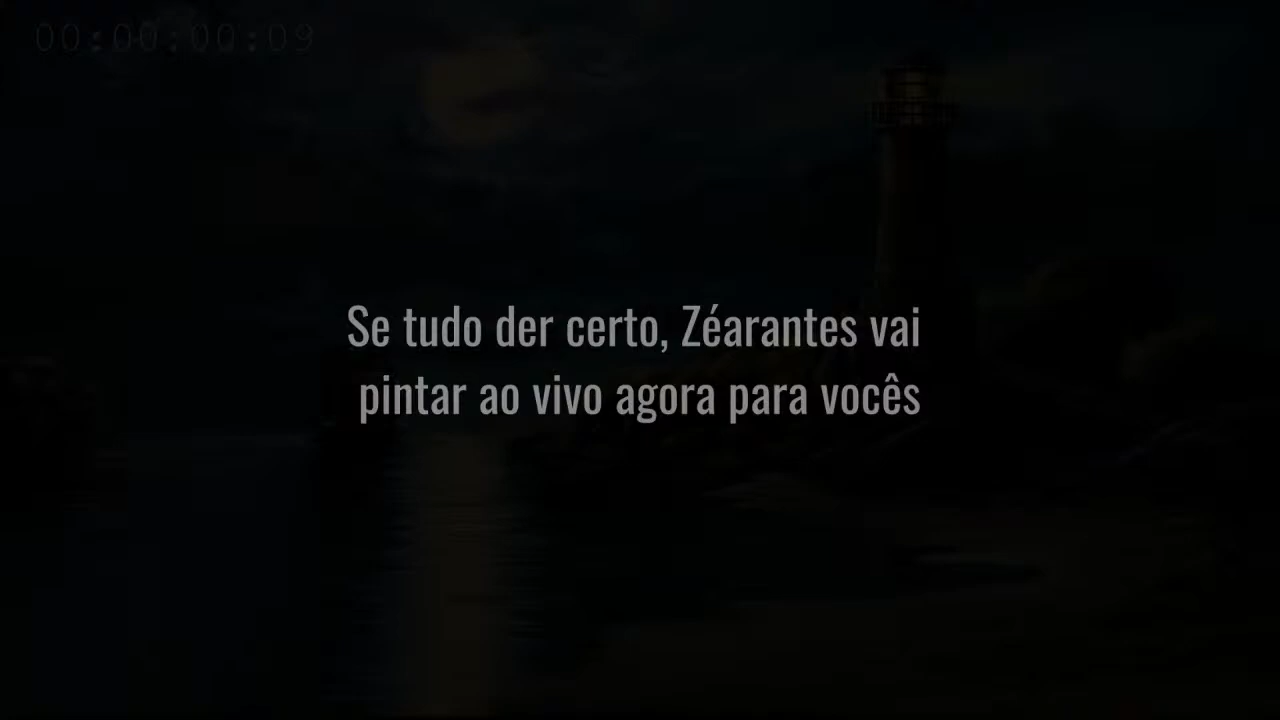 00:00:00:09
Se tudo der certo, Zéarantes vai
pintar ao vivo agora para vocês